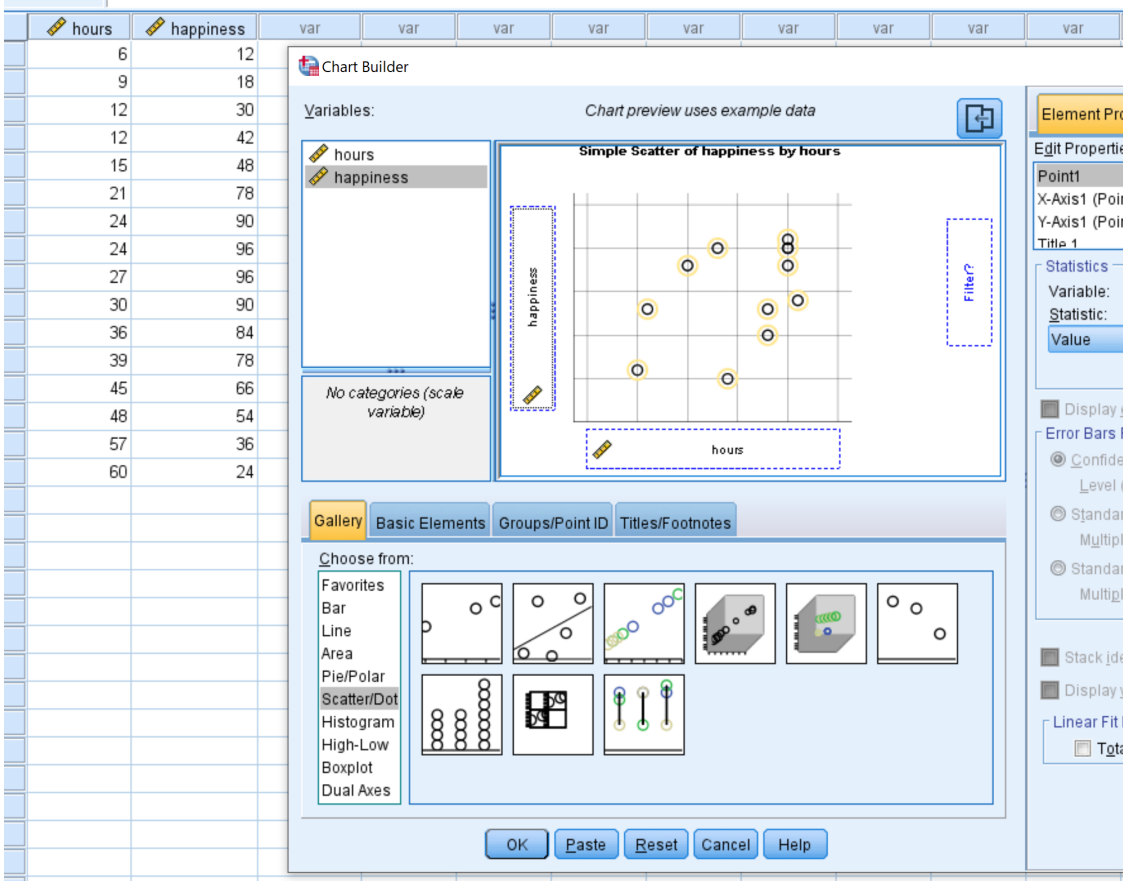 hours happiness var var var var var var var var var
6 12
9 18
12 30
12 42
15 48
21 78
24 90
24 96
27 96
30 90
36 84
39 78
45 66
48 54
57 36
60 24
Chart Builder
Variables:
hours
happiness
No categories (scale
variable)
Chart preview uses example data
Simple Scatter of happiness by hours
happiness
hours
Filter?
Gallery Basic Elements Groups/Point ID Titles/Footnotes
Choose from:
Favorites
Bar
Line
Area
Pie/Polar
Scatter/Dot
Histogram
High-Low
Boxplot
Dual Axes
OK Paste Reset Cancel Help
Element Pro
Edit Propertie
Point1
X-Axis1 (Poin
Y-Axis1 (Poin
Title 1
Statistics
Variable:
Statistic:
Value
Display
Error Bars
Confide
Level (
Standar
Multipl
Standar
Multipl
Stack ide
Display y
Linear Fit
Tota